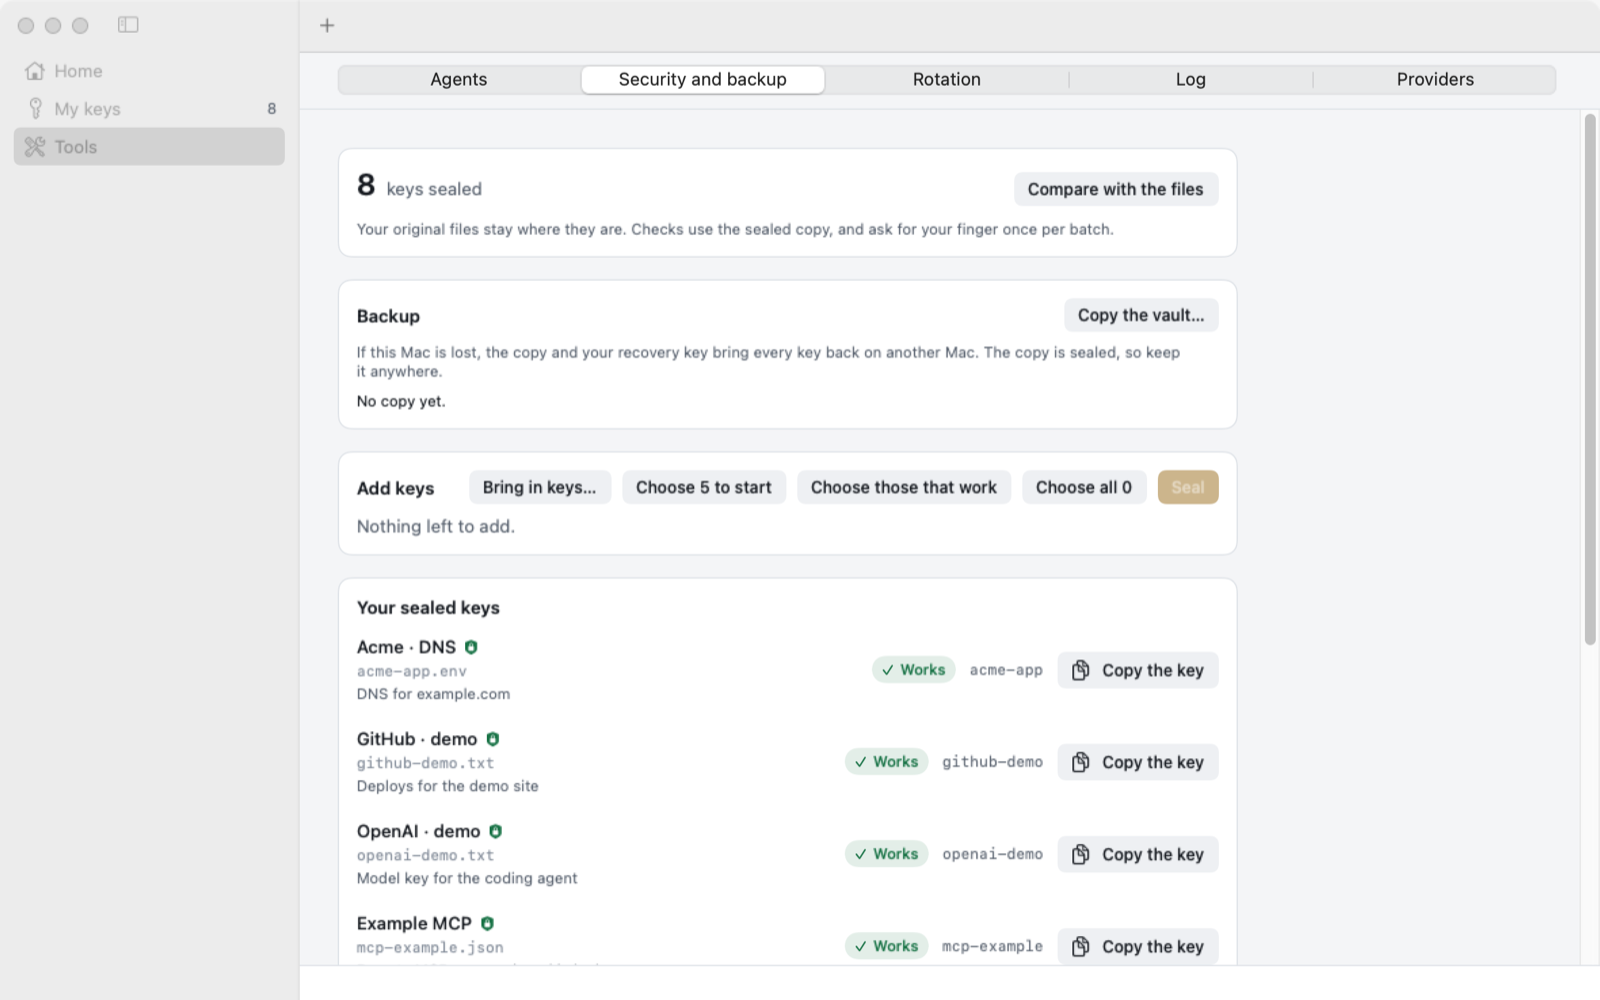 Home
My keys
8
Tools
Agents
Security and backup
Rotation
Log
Providers
8 keys sealed
Compare with the files
Your original files stay where they are. Checks use the sealed copy, and ask for your finger once per batch.
Backup
Copy the vault...
If this Mac is lost, the copy and your recovery key bring every key back on another Mac. The copy is sealed, so keep
it anywhere.
No copy yet.
Add keys
Bring in keys...
Choose 5 to start
Choose those that work
Choose all 0
Seal
Nothing left to add.
Your sealed keys
Acme · DNS
acme-app.env
DNS for example.com
✓ Works
acme-app
Copy the key
GitHub · demo
github-demo.txt
Deploys for the demo site
✓ Works
github-demo
Copy the key
OpenAI · demo
openai-demo.txt
Model key for the coding agent
✓ Works
openai-demo
Copy the key
Example MCP
mcp-example.json
✓ Works
mcp-example
Copy the key